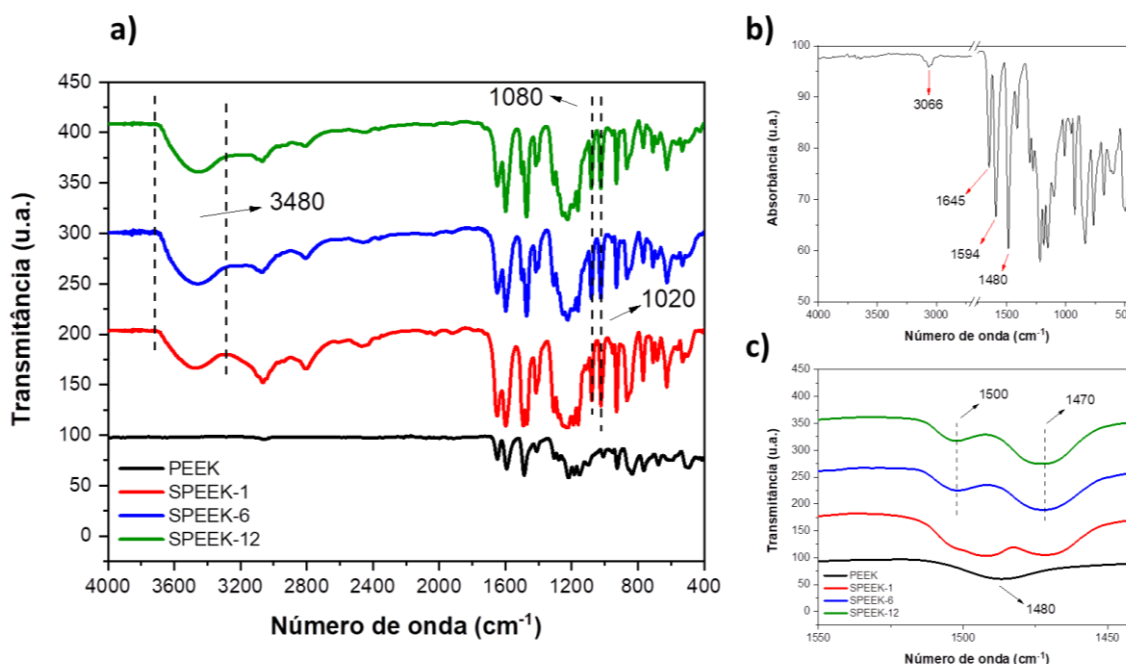 a)
450
400
350
300
250
200
150
100
50
0
Transmitância (u.a.)
1080
3480
1020
PEEK
SPEEK-1
SPEEK-6
SPEEK-12
4000 3600 3200 2800 2400 2000 1600 1200 800 400
Número de onda (cm-1)
b)
100
90
80
70
60
50
Absorbância (u.a.)
3066
1645
1594
1480
4000 3500 3000 1500 1000 500
Número de onda (cm-1)
c)
550
500
450
400
350
300
250
200
150
100
50
0
Transmitância (u.a.)
1500
1470
PEEK
SPEEK-1
SPEEK-6
SPEEK-12
1480
1550 1500 1450
Número de onda (cm-1)